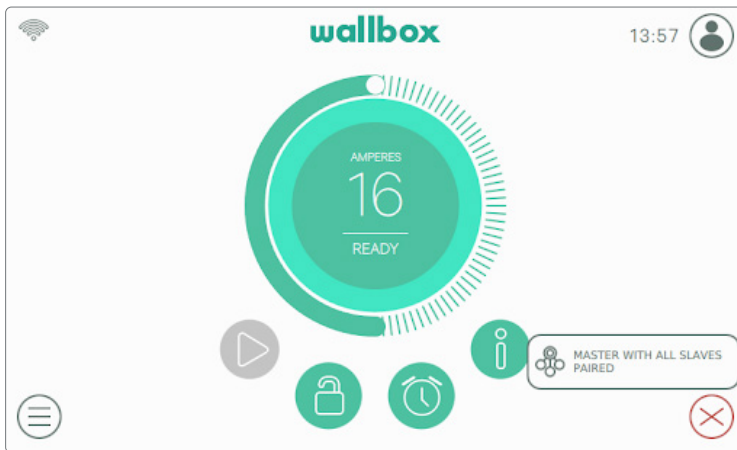 wallbox
13:57
AMPERES
16
READY
MASTER WITH ALL SLAVES
PAIRED